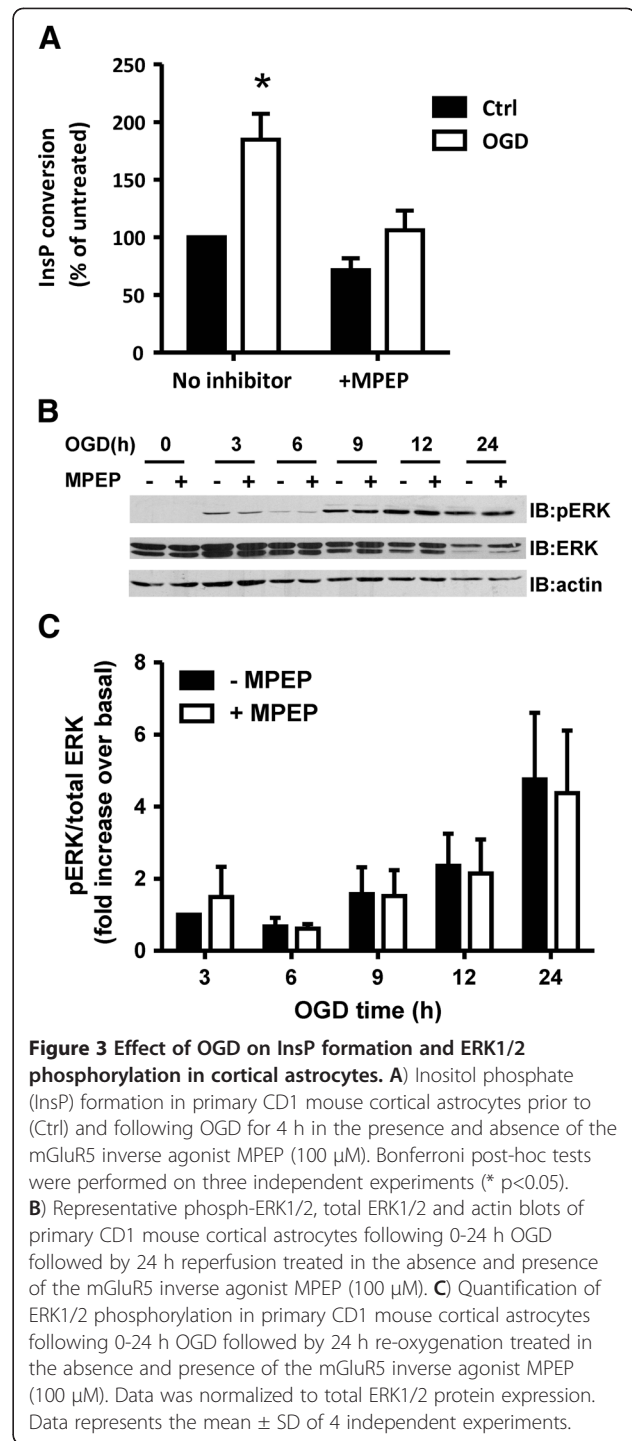 A
250
200
150
100
50
0
InsP conversion
(% of untreated)
*
Ctrl
OGD
No inhibitor +MPEP
B
OGD(h) 0 3 6 9 12 24
MPEP - + - + - + - + - + - +
IB:pERK
IB:ERK
IB:actin
C
8
6
4
2
0
pERK/total ERK
(fold increase over basal)
- MPEP
+ MPEP
3 6 9 12 24
OGD time (h)
Figure 3 Effect of OGD on InsP formation and ERK1/2
phosphorylation in cortical astrocytes. A) Inositol phosphate
(InsP) formation in primary CD1 mouse cortical astrocytes prior to
(Ctrl) and following OGD for 4 h in the presence and absence of the
mGluR5 inverse agonist MPEP (100 μM). Bonferroni post-hoc tests
were performed on three independent experiments (* p<0.05).
B) Representative phosph-ERK1/2, total ERK1/2 and actin blots of
primary CD1 mouse cortical astrocytes following 0-24 h OGD
followed by 24 h reperfusion treated in the absence and presence
of the mGluR5 inverse agonist MPEP (100 μM). C) Quantification of
ERK1/2 phosphorylation in primary CD1 mouse cortical astrocytes
following 0-24 h OGD followed by 24 h re-oxygenation treated in
the absence and presence of the mGluR5 inverse agonist MPEP
(100 μM). Data was normalized to total ERK1/2 protein expression.
Data represents the mean ± SD of 4 independent experiments.